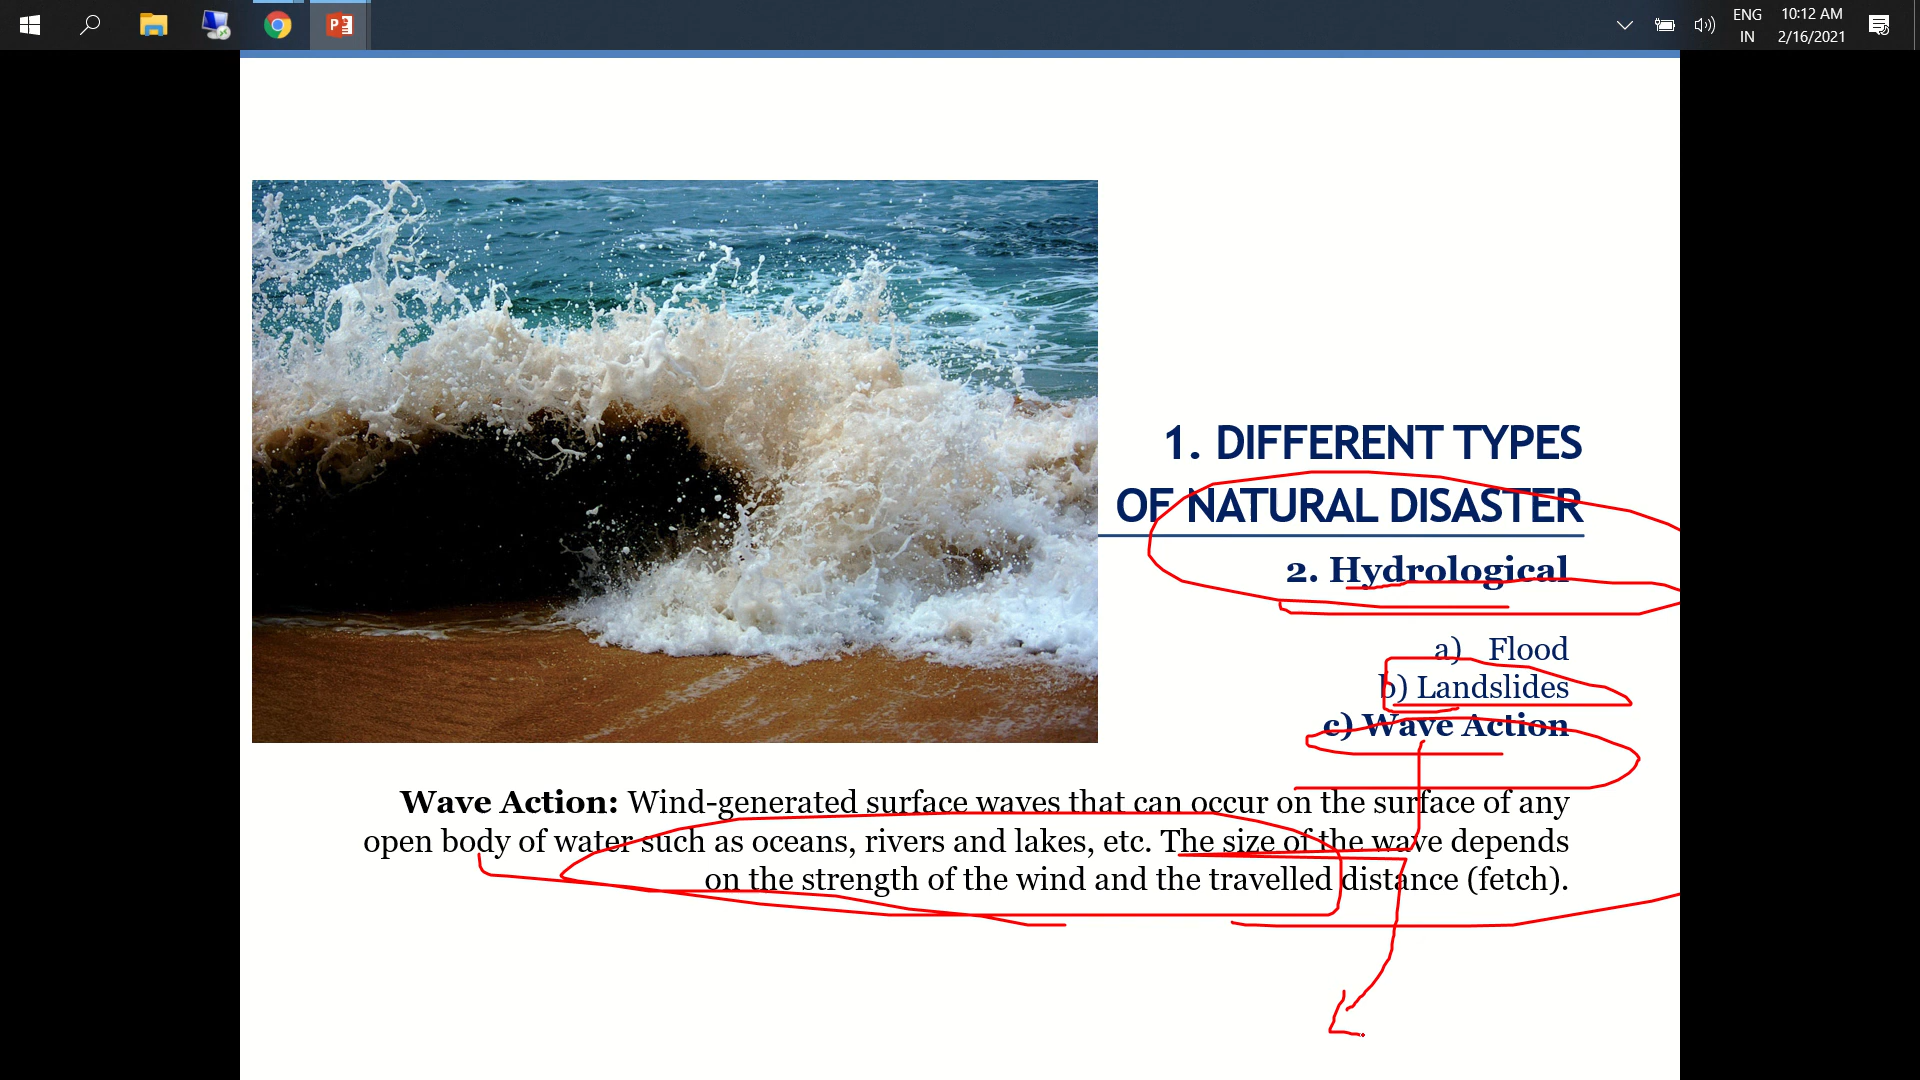 ENG
IN
10:12 AM
2/16/2021
1. DIFFERENT TYPES
OF NATURAL DISASTER
2. Hydrological
a) Flood
b) Landslides
c) Wave Action
Wave Action: Wind-generated surface waves that can occur on the surface of any
open body of water such as oceans, rivers and lakes, etc. The size of the wave depends
on the strength of the wind and the travelled distance (fetch).